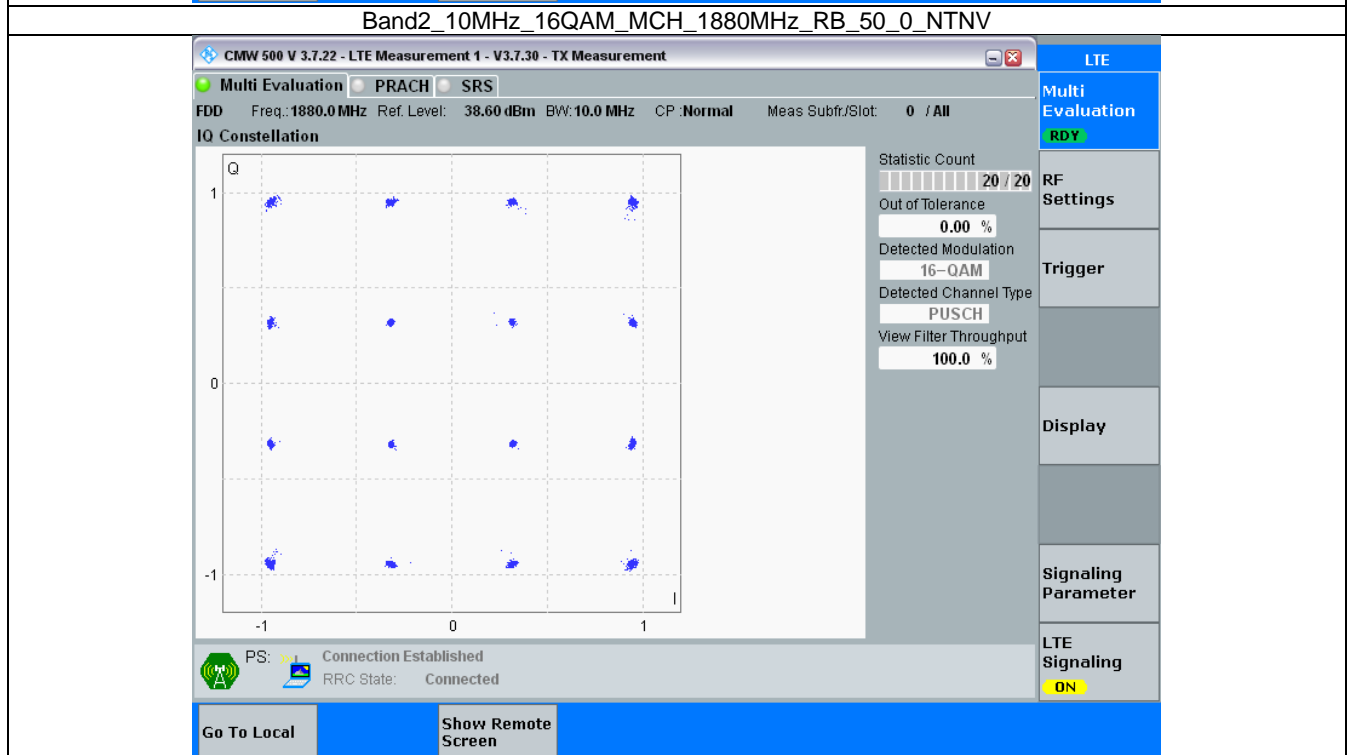 Band2_10MHz_16QAM_MCH_1880MHz_RB_50_0_NTNV
CMW 500 V 3.7.22 - LTE Measurement 1 - V3.7.30 - TX Measurement
LTE
Multi Evaluation PRACH SRS
Multi
Evaluation
RDY
FDD Freq.: 1880.0 MHz Ref. Level: 38.60 dBm BW: 10.0 MHz CP :Normal Meas Subfr./Slot: 0 / All
IQ Constellation
Q
1
0
-1
I
-1 0 1
Statistic Count
20 / 20
Out of Tolerance
0.00 %
Detected Modulation
16-QAM
Detected Channel Type
PUSCH
View Filter Throughput
100.0 %
RF
Settings
Trigger
Display
Signaling
Parameter
LTE
Signaling
ON
PS: Connection Established
RRC State: Connected
Go To Local
Show Remote
Screen